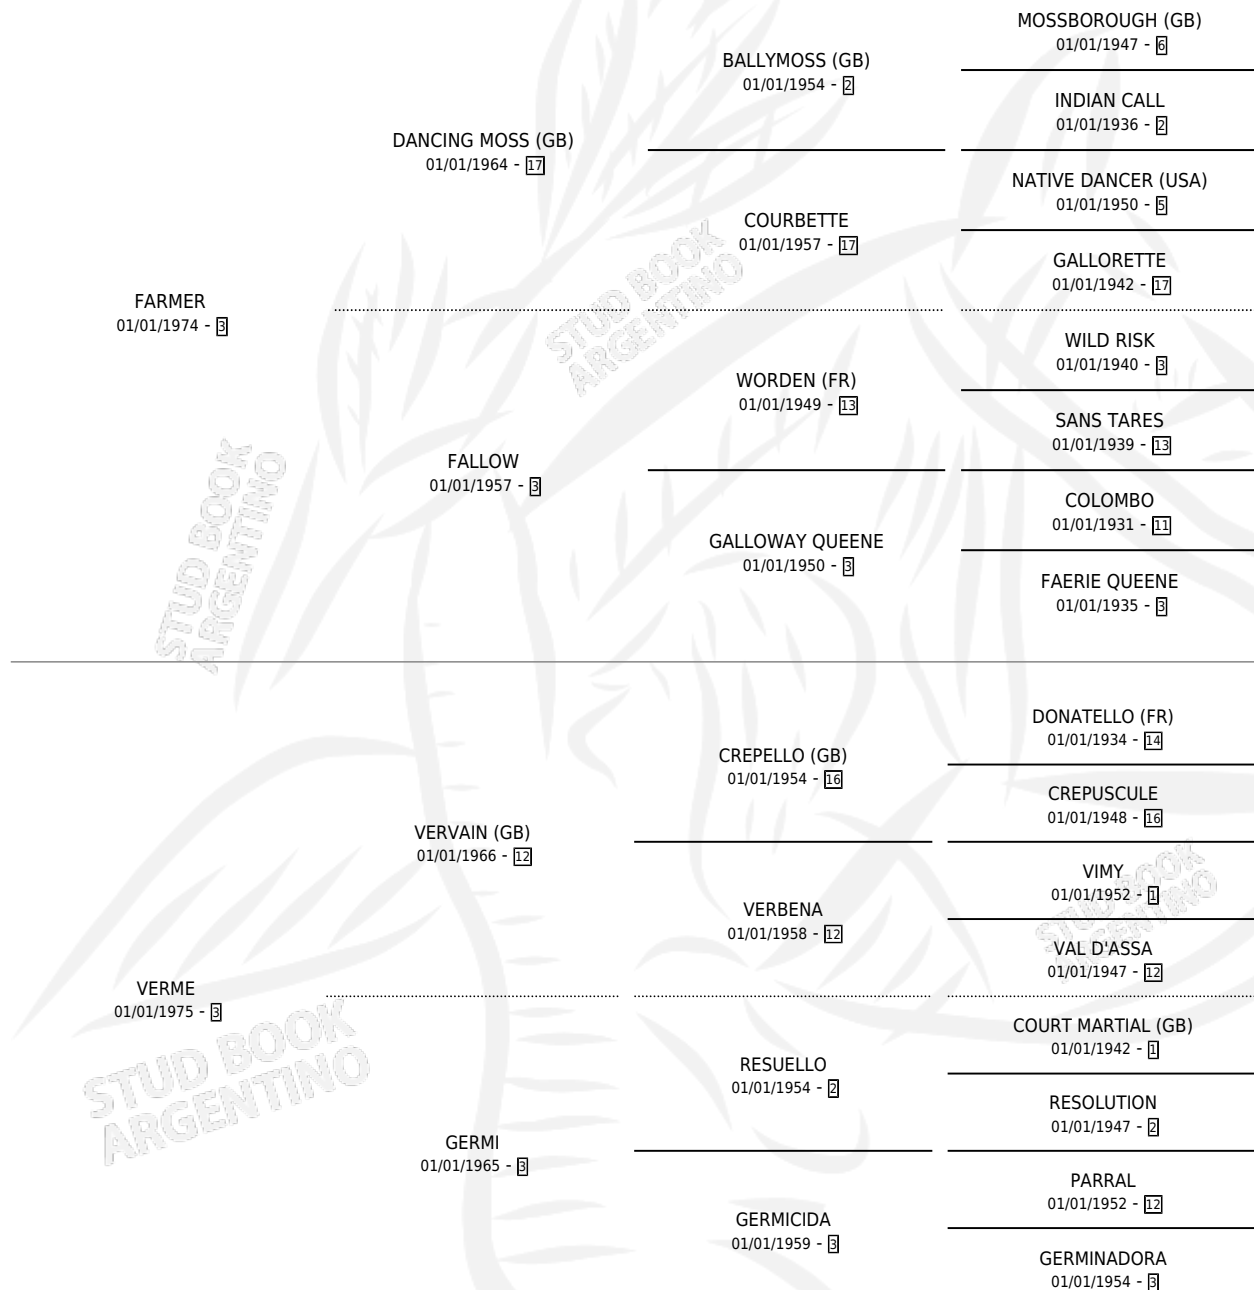 MOSSBOROUGH (GB)
01/01/1947 - 6
BALLYMOSS (GB)
01/01/1954 - 2
INDIAN CALL
01/01/1936 - 2
DANCING MOSS (GB)
01/01/1964 - 17
NATIVE DANCER (USA)
01/01/1950 - 5
COURBETTE
01/01/1957 - 17
GALLORETTE
01/01/1942 - 17
FARMER
01/01/1974 - 3
WILD RISK
01/01/1940 - 3
WORDEN (FR)
01/01/1949 - 13
SANS TARES
01/01/1939 - 13
FALLOW
01/01/1957 - 3
COLOMBO
01/01/1931 - 11
GALLOWAY QUEENE
01/01/1950 - 3
FAERIE QUEENE
01/01/1935 - 3
DONATELLO (FR)
01/01/1934 - 14
CREPELLO (GB)
01/01/1954 - 16
CREPUSCULE
01/01/1948 - 16
VERVAIN (GB)
01/01/1966 - 12
VIMY
01/01/1952 - 1
VERBENA
01/01/1958 - 12
VAL D'ASSA
01/01/1947 - 12
VERME
01/01/1975 - 3
COURT MARTIAL (GB)
01/01/1942 - 1
RESUELLO
01/01/1954 - 2
RESOLUTION
01/01/1947 - 2
GERMI
01/01/1965 - 3
PARRAL
01/01/1952 - 12
GERMICIDA
01/01/1959 - 3
GERMINADORA
01/01/1954 - 3
STUD BOOK
ARGENTINO
STUD BOOK
ARGENTINO
STUD BOOK
ARGENTINO
STUD BOOK
ARGENTINO